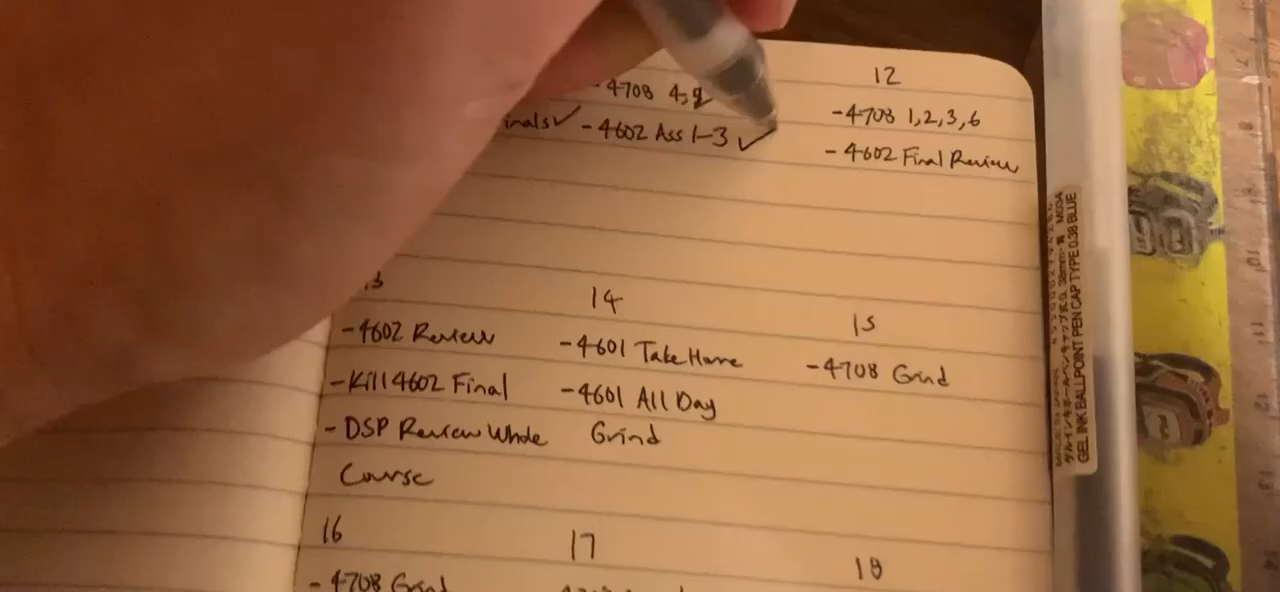 12
- 4708 4,9
- 4708 1,2,3,6
- 4602 Ass 1-3 ✓
- 4602 Final Review
14
15
- 4602 Review
- 4601 Take Home
- 4708 Grind
- Kill 4602 Final
- 4601 All Day
- DSP Review Whole
Grind
Course
16
17
18
- 4708 Grind
GEL INK BALLPOINT PEN CAP TYPE 0.38 BLUE